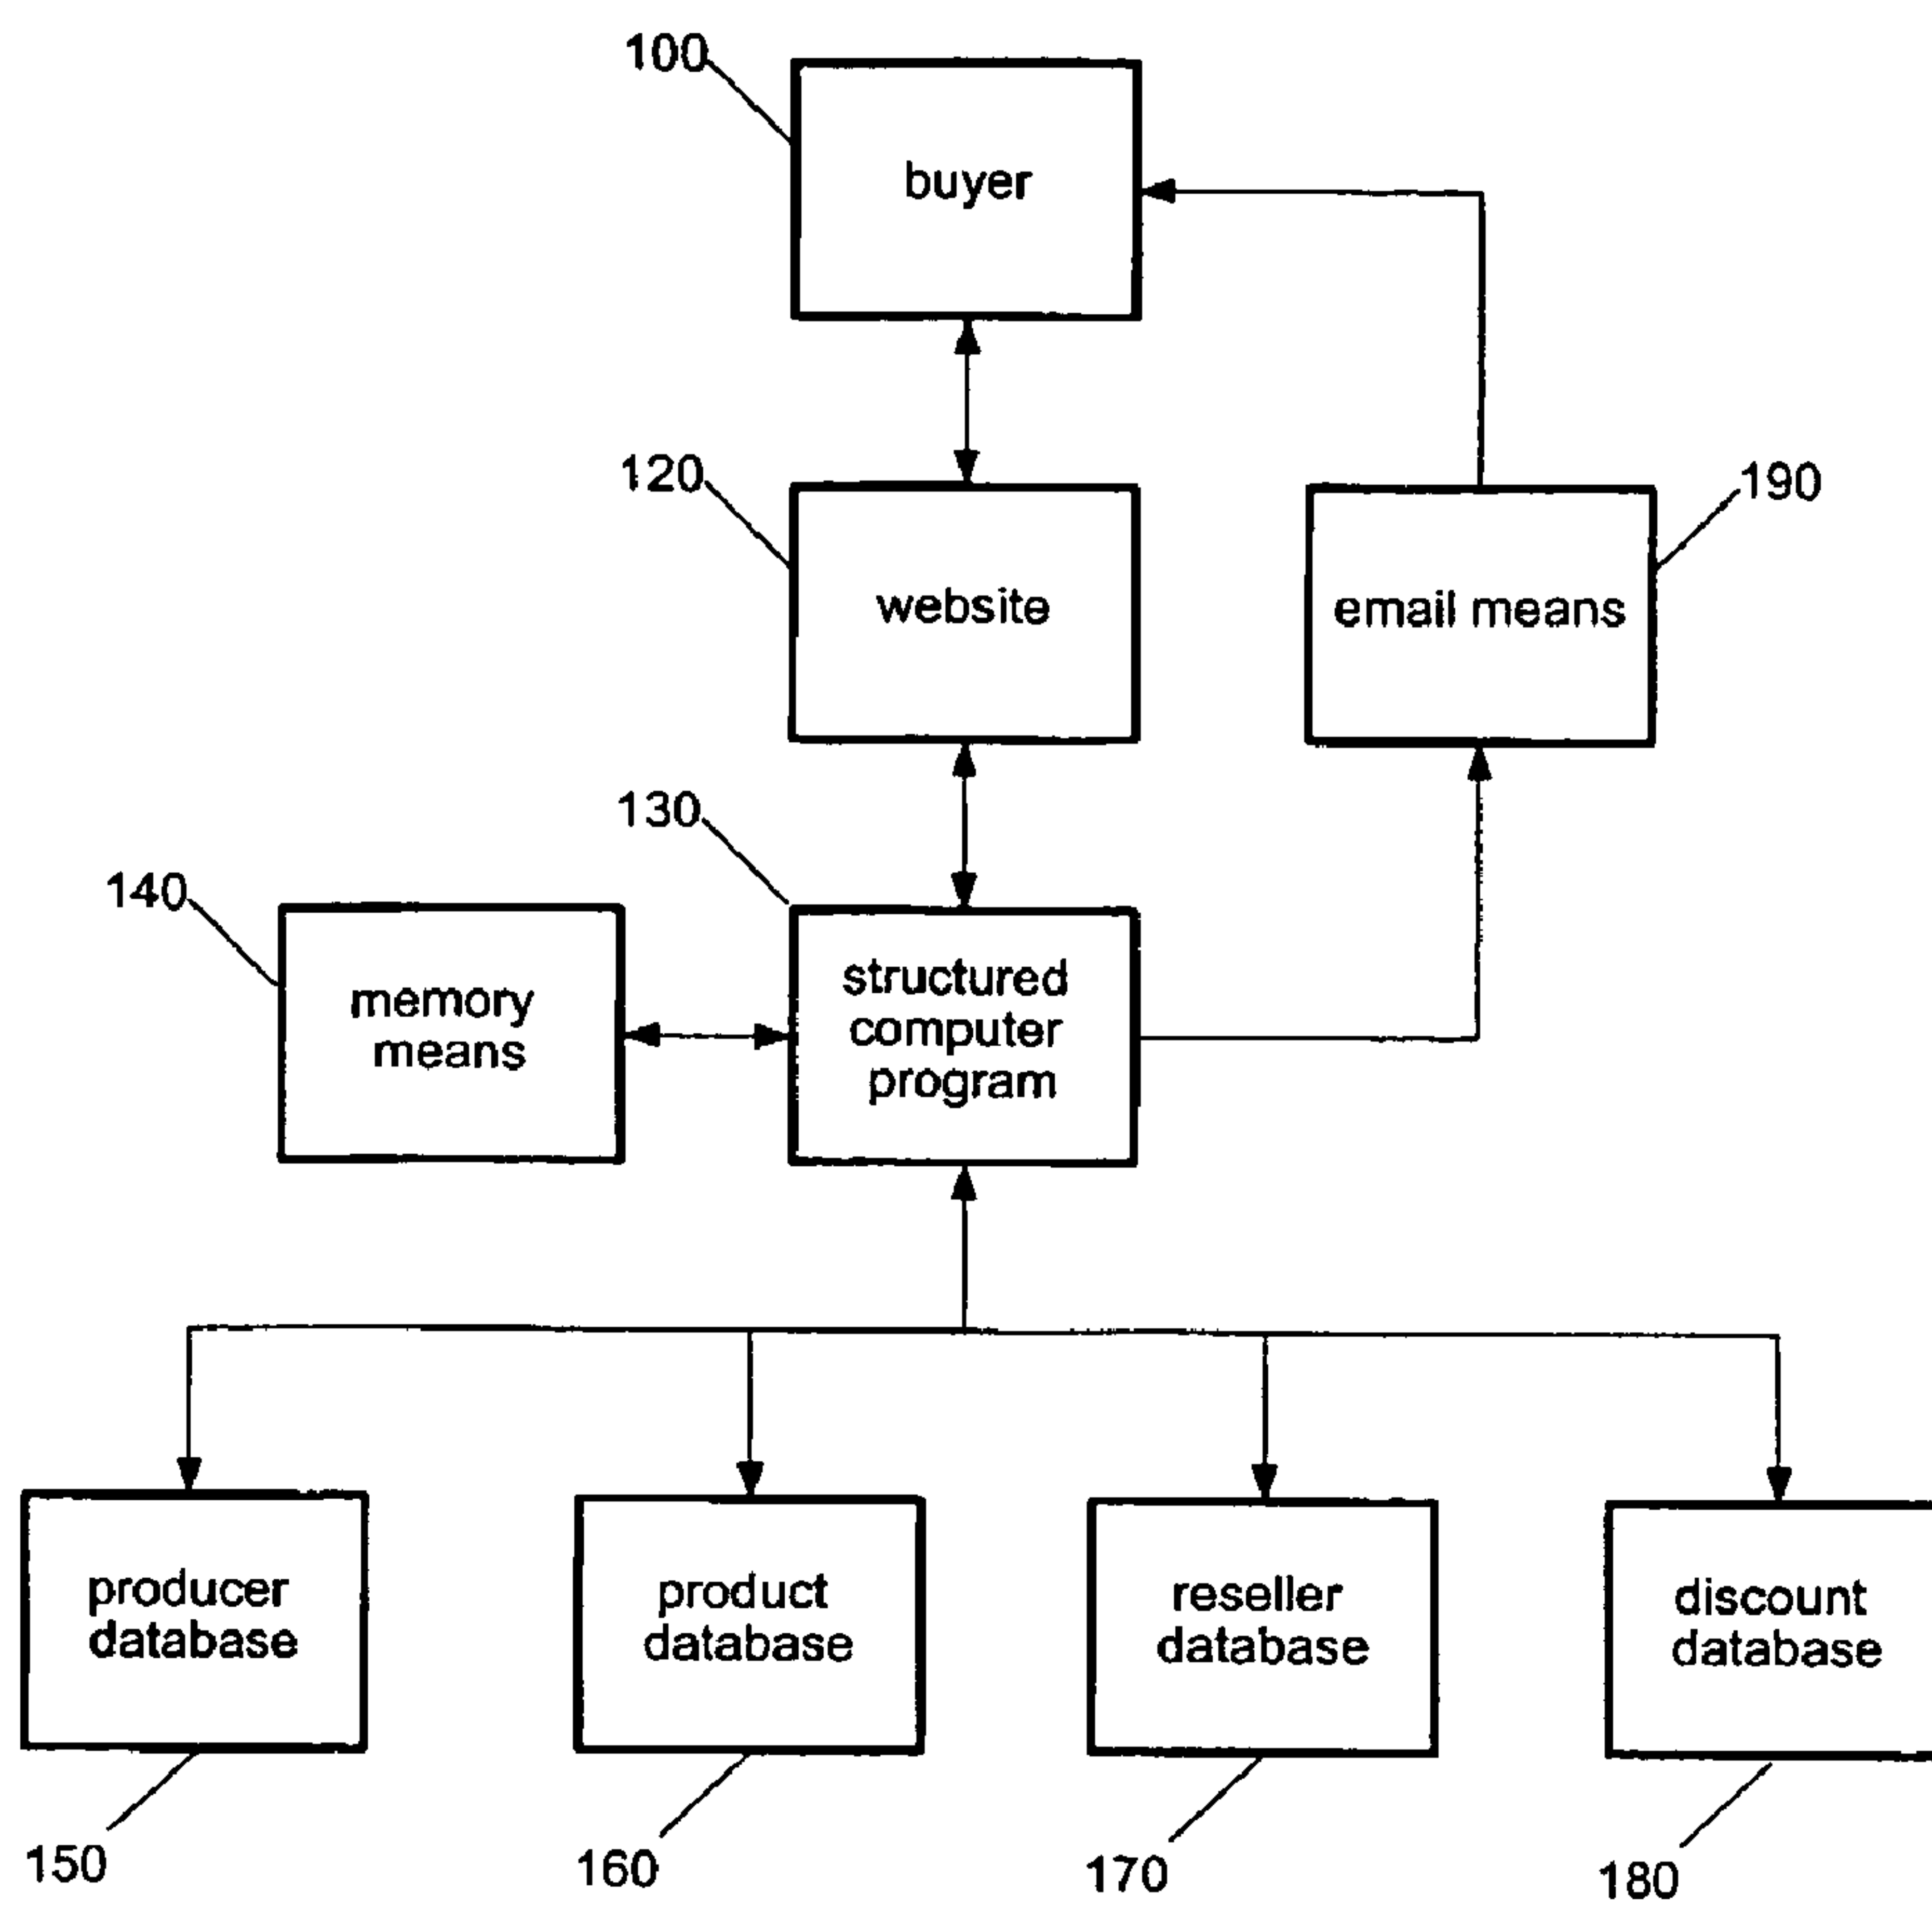 100
buyer
120
190
website
email means
130
140
structured
computer
program
memory
means
producer
database
product
database
reseller
database
discount
database
150
160
170
180